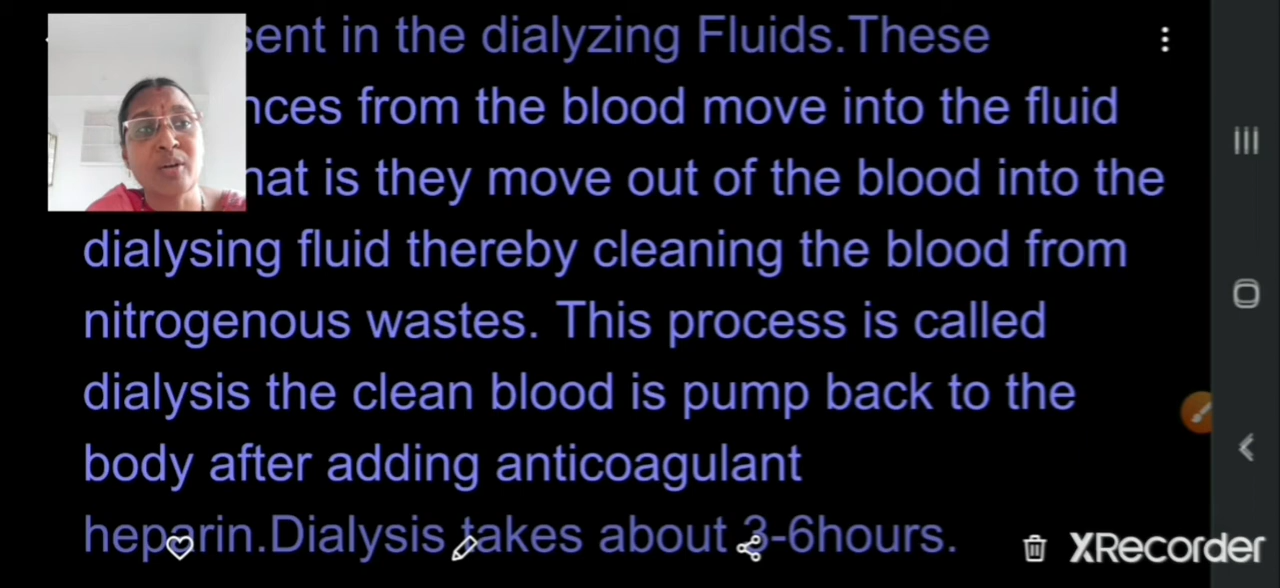 sent in the dialyzing Fluids.These
nces from the blood move into the fluid
hat is they move out of the blood into the
dialysing fluid thereby cleaning the blood from
nitrogenous wastes. This process is called
dialysis the clean blood is pump back to the
body after adding anticoagulant
heparin.Dialysis takes about 3-6hours.
XRecorder